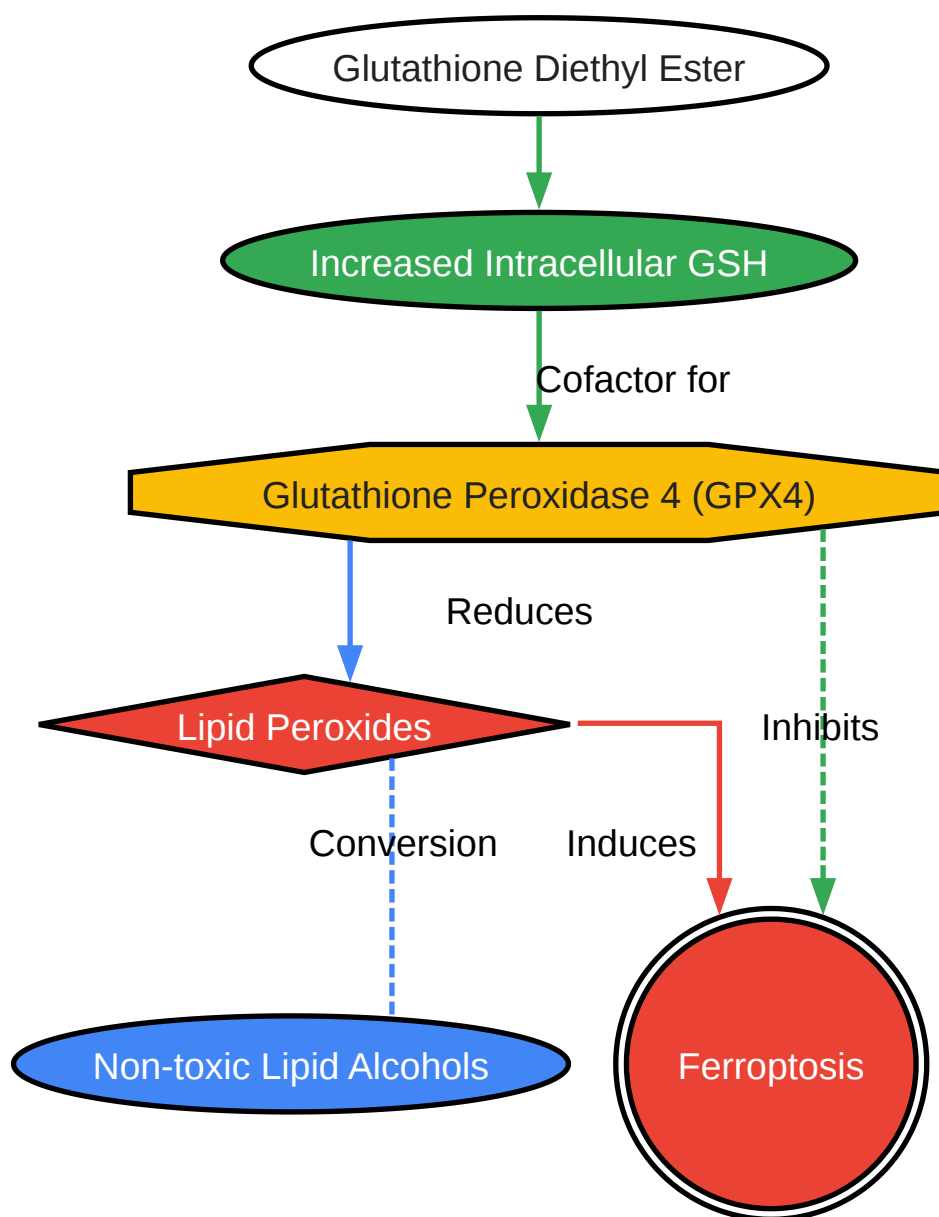 Glutathione Diethyl Ester
Increased Intracellular GSH
Cofactor for
Glutathione Peroxidase 4 (GPX4)
Reduces
Lipid Peroxides
Inhibits
Conversion
Induces
Non-toxic Lipid Alcohols
Ferroptosis